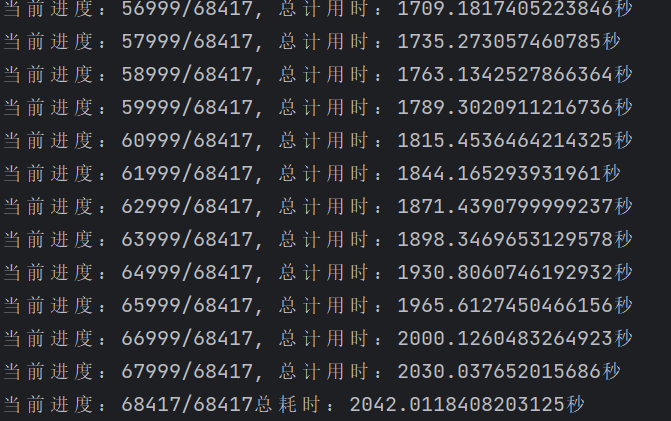 当前进度：56999/68417, 总计用时：1709.1817405223846秒
当前进度：57999/68417, 总计用时：1735.273057460785秒
当前进度：58999/68417, 总计用时：1763.1342527866364秒
当前进度：59999/68417, 总计用时：1789.3020911216736秒
当前进度：60999/68417, 总计用时：1815.4536464214325秒
当前进度：61999/68417, 总计用时：1844.165293931961秒
当前进度：62999/68417, 总计用时：1871.4390799999237秒
当前进度：63999/68417, 总计用时：1898.3469653129578秒
当前进度：64999/68417, 总计用时：1930.8060746192932秒
当前进度：65999/68417, 总计用时：1965.6127450466156秒
当前进度：66999/68417, 总计用时：2000.1260483264923秒
当前进度：67999/68417, 总计用时：2030.037652015686秒
当前进度：68417/68417总耗时：2042.0118408203125秒